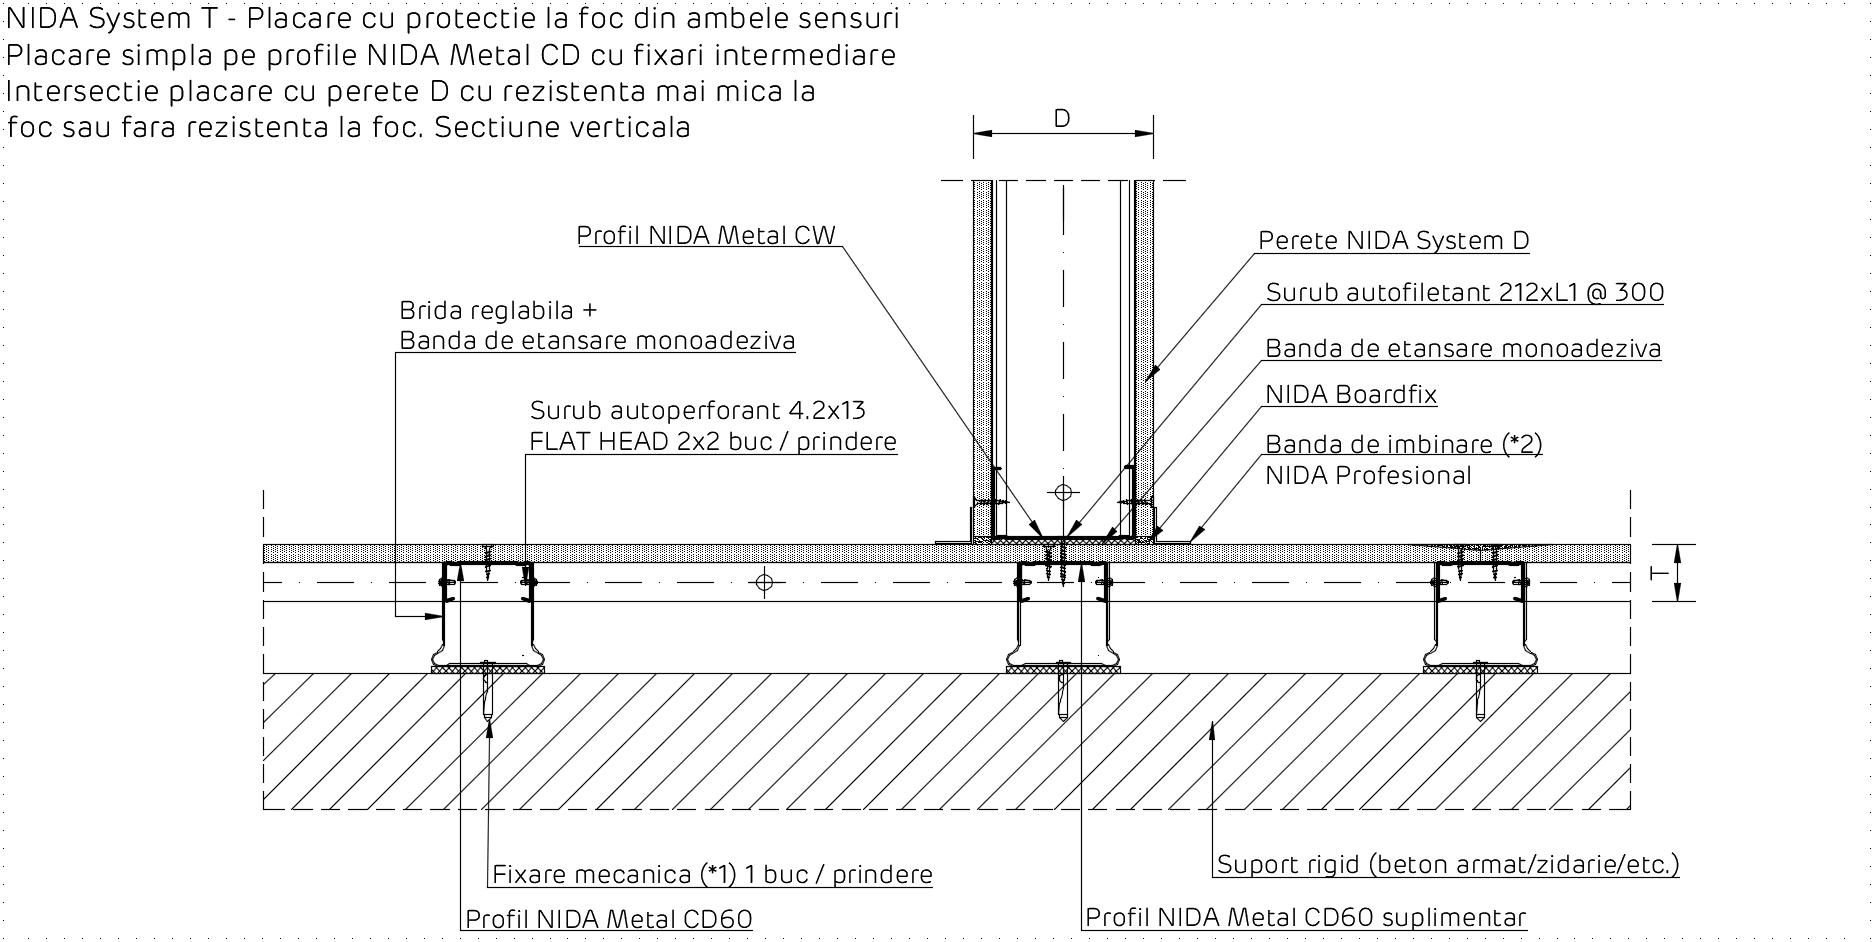 NIDA System T - Placare cu protectie la foc din ambele sensuri
Placare simpla pe profile NIDA Metal CD cu fixari intermediare
Intersectie placare cu perete D cu rezistenta mai mica la
foc sau fara rezistenta la foc. Sectiune verticala
D
Profil NIDA Metal CW
Perete NIDA System D
Surub autofiletant 212xL1 @ 300
Brida reglabila +
Banda de etansare monoadeziva
Banda de etansare monoadeziva
NIDA Boardfix
Surub autoperforant 4.2x13
FLAT HEAD 2x2 buc / prindere
Banda de imbinare (*2)
NIDA Profesional
T
Fixare mecanica (*1) 1 buc / prindere
Suport rigid (beton armat/zidarie/etc.)
Profil NIDA Metal CD60
Profil NIDA Metal CD60 suplimentar